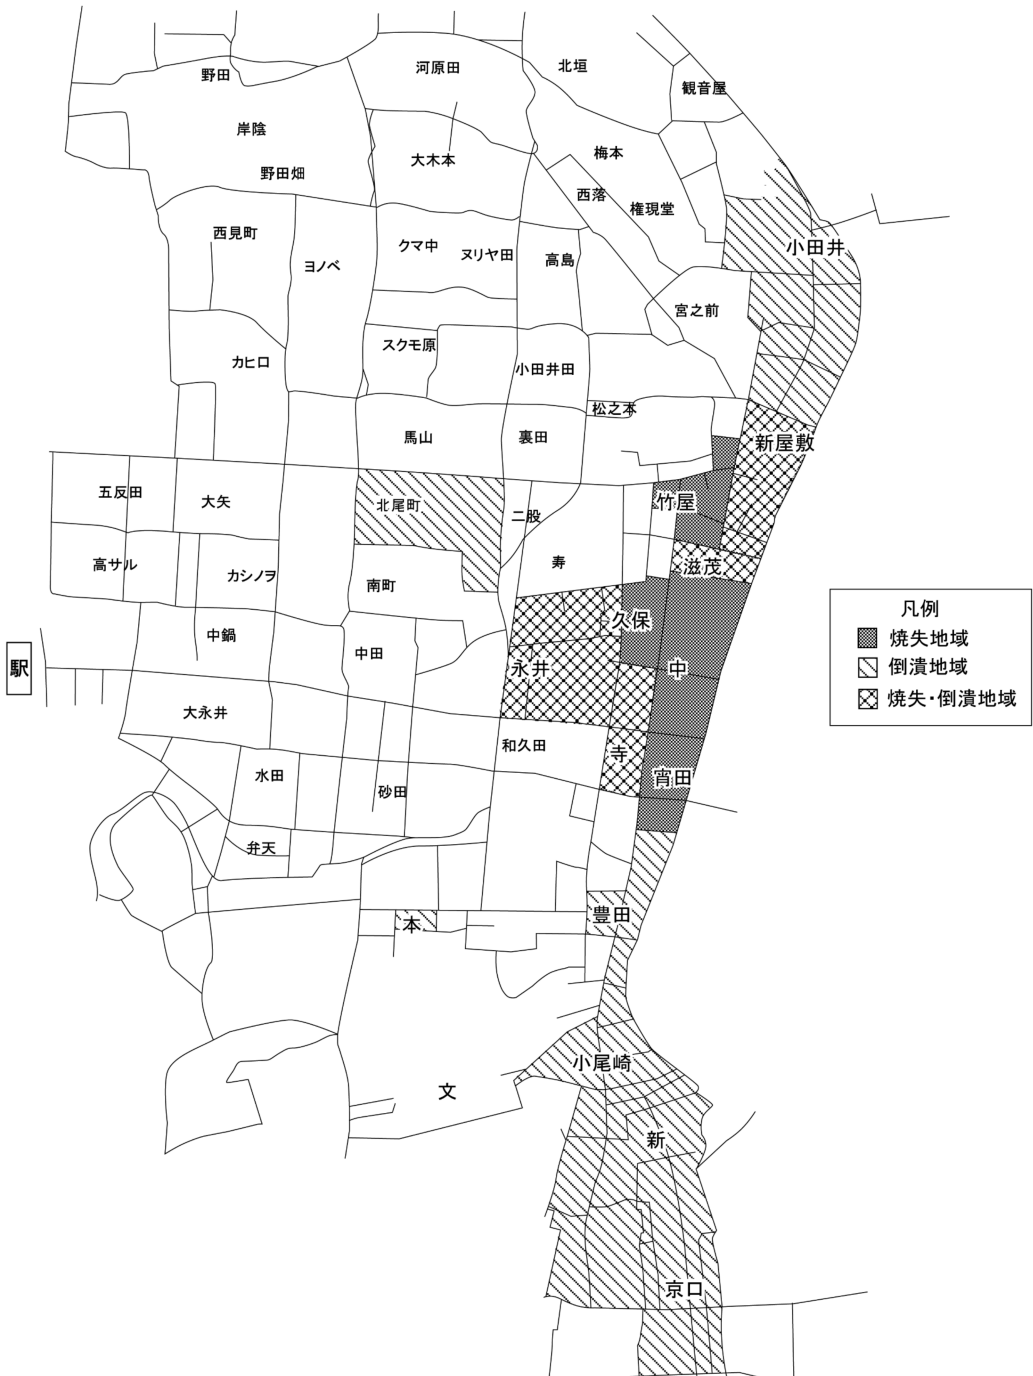 野田
河原田
北垣
観音屋
岸陰
大木本
梅本
野田畑
西落
権現堂
西見町
クマ中
ヌリヤ田
高島
小田井
ヨノベ
宮之前
カヒロ
スクモ原
小田井田
松之本
馬山
裏田
新屋敷
五反田
大矢
北尾町
二股
竹屋
高サル
カシノヲ
南町
寿
滋茂
中鍋
中田
久保
駅
永井
中
大永井
和久田
寺
水田
砂田
宵田
弁天
本
豊田
小尾崎
文
新
京口
凡例
焼失地域
倒潰地域
焼失・倒潰地域